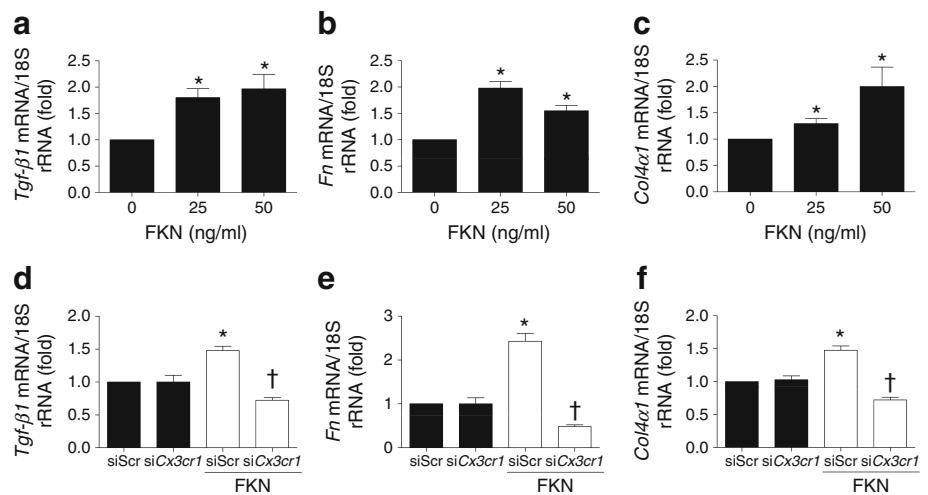 a
Tgf-β1 mRNA/18S
rRNA (fold)
2.5
2.0
1.5
1.0
0.5
0.0
*
*
0 25 50
FKN (ng/ml)
b
Fn mRNA/18S
rRNA (fold)
2.5
2.0
1.5
1.0
0.5
0.0
*
*
0 25 50
FKN (ng/ml)
c
Col4α1 mRNA/18S
rRNA (fold)
2.5
2.0
1.5
1.0
0.5
0.0
*
*
0 25 50
FKN (ng/ml)
d
Tgf-β1 mRNA/18S
rRNA (fold)
2.0
1.5
1.0
0.5
0.0
*
†
siScr siCx3cr1 siScr siCx3cr1
FKN
e
Fn mRNA/18S
rRNA (fold)
3
2
1
0
*
†
siScr siCx3cr1 siScr siCx3cr1
FKN
f
Col4α1 mRNA/18S
rRNA (fold)
2.0
1.5
1.0
0.5
0.0
*
†
siScr siCx3cr1 siScr siCx3cr1
FKN